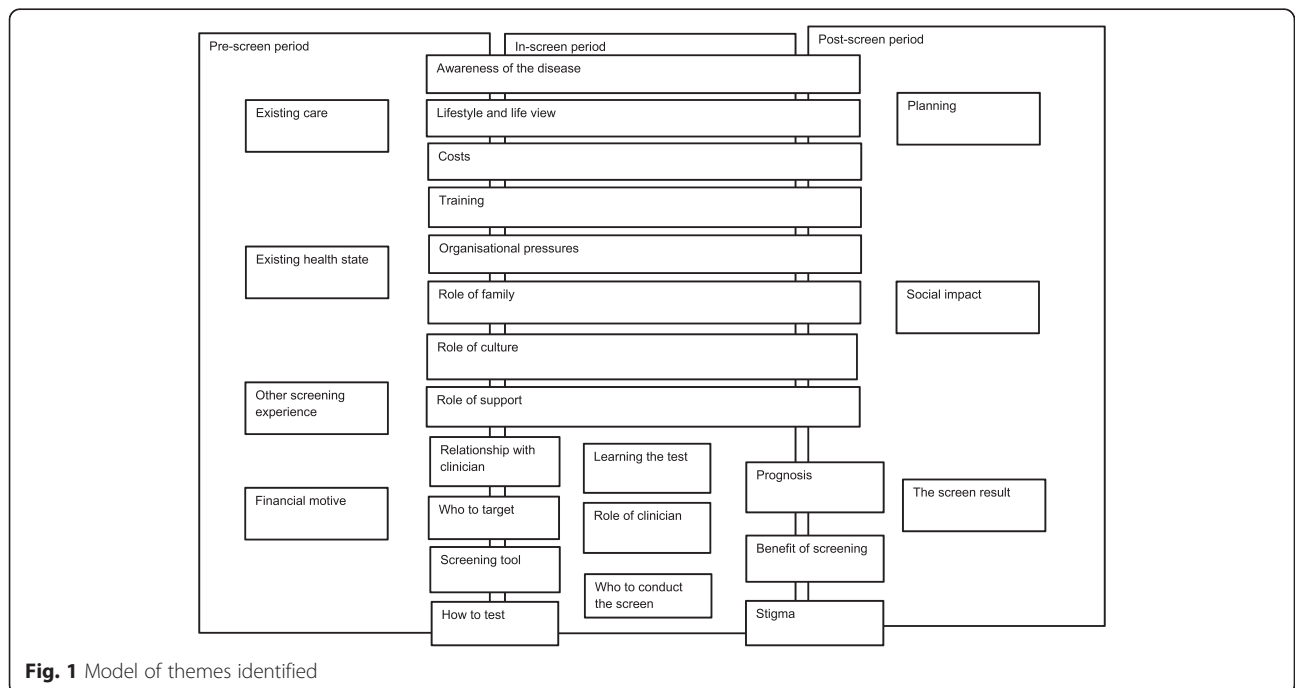 Pre-screen period
In-screen period
Post-screen period
Awareness of the disease
Existing care
Lifestyle and life view
Planning
Costs
Training
Organisational pressures
Existing health state
Role of family
Social impact
Role of culture
Other screening
experience
Role of support
Relationship with
clinician
Learning the test
Prognosis
The screen result
Financial motive
Who to target
Role of clinician
Screening tool
Benefit of screening
Who to conduct
the screen
How to test
Stigma
Fig. 1 Model of themes identified